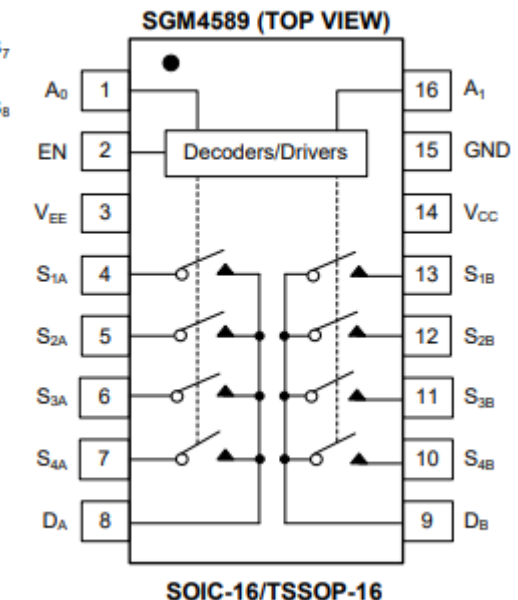 SGM4589 (TOP VIEW)
S₇
S₈
A₀ 1 16 A₁
EN 2 Decoders/Drivers 15 GND
VEE 3 14 VCC
S1A 4 13 S1B
S2A 5 12 S2B
S3A 6 11 S3B
S4A 7 10 S4B
DA 8 9 DB
SOIC-16/TSSOP-16